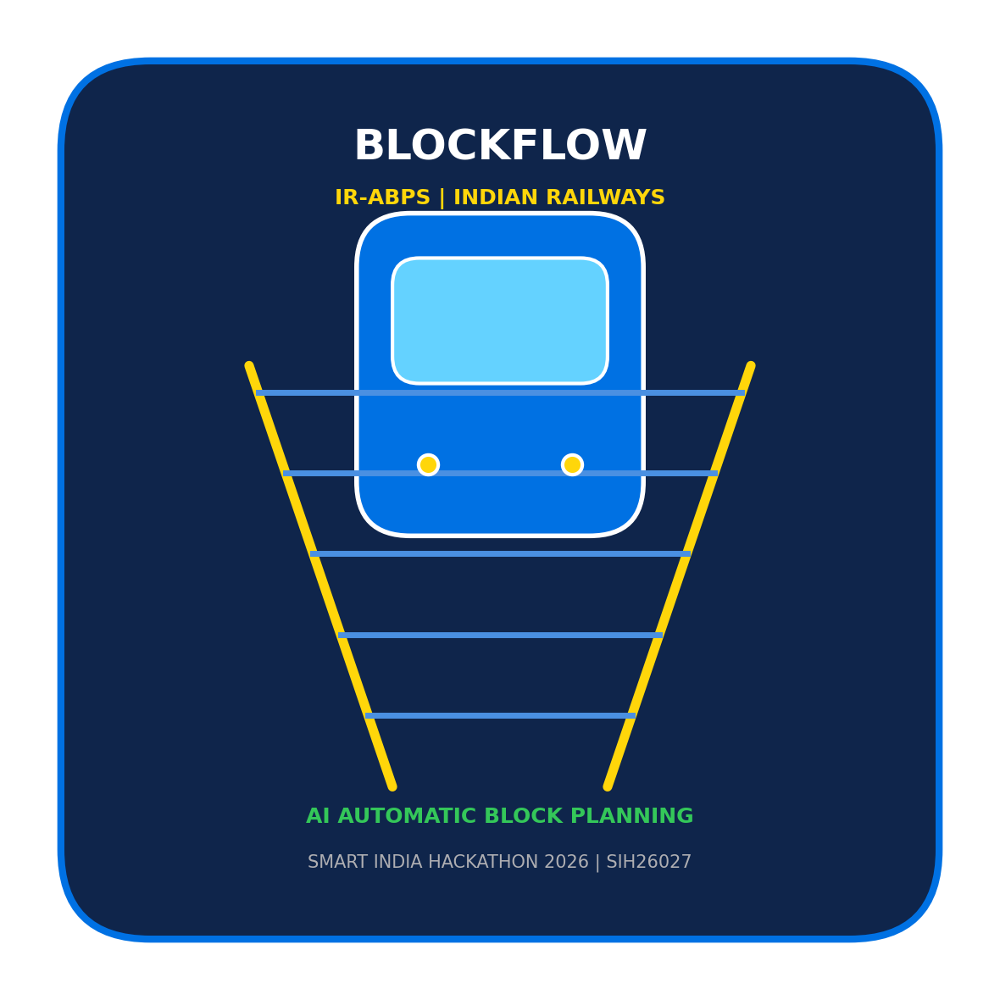 BLOCKFLOW
IR-ABPS | INDIAN RAILWAYS
AI AUTOMATIC BLOCK PLANNING
SMART INDIA HACKATHON 2026 | SIH26027